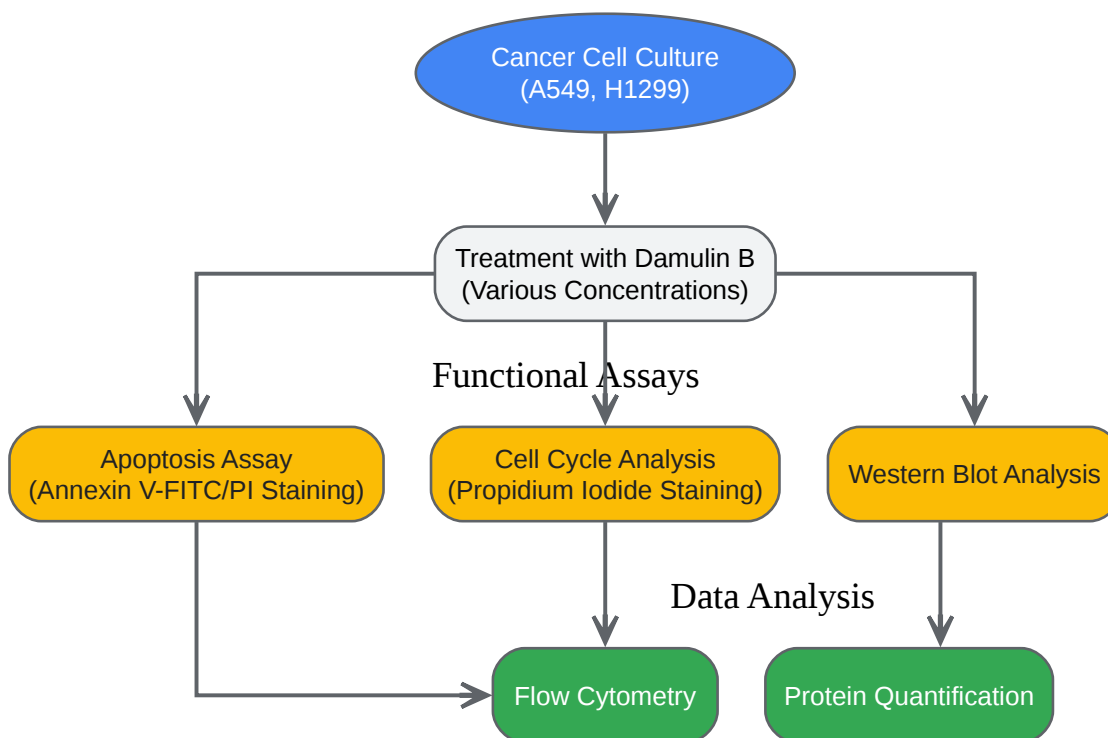 Cancer Cell Culture
(A549, H1299)
Treatment with Damulin B
(Various Concentrations)
Functional Assays
Apoptosis Assay
(Annexin V-FITC/PI Staining)
Cell Cycle Analysis
(Propidium Iodide Staining)
Western Blot Analysis
Data Analysis
Flow Cytometry
Protein Quantification